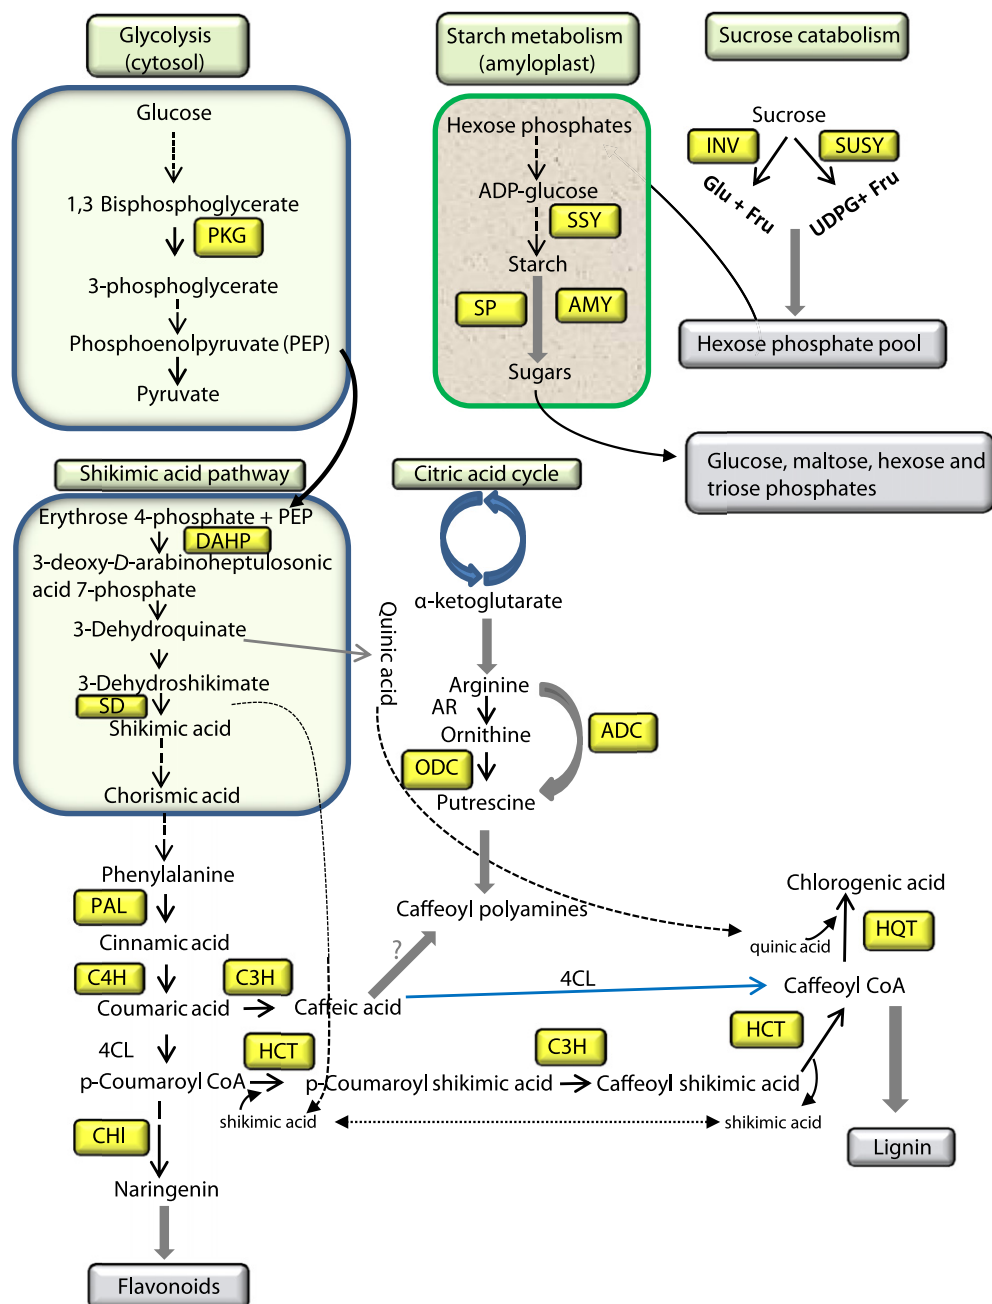 Glycolysis
(cytosol)
Glucose
1,3 Bisphosphoglycerate
PKG
3-phosphoglycerate
Phosphoenolpyruvate (PEP)
Pyruvate
Starch metabolism
(amyloplast)
Hexose phosphates
ADP-glucose
SSY
Starch
SP
AMY
Sugars
Sucrose catabolism
Sucrose
INV
SUSY
Glu + Fru
UDPG+ Fru
Hexose phosphate pool
Glucose, maltose, hexose and
triose phosphates
Shikimic acid pathway
Erythrose 4-phosphate + PEP
DAHP
3-deoxy-D-arabinoheptulosonic
acid 7-phosphate
3-Dehydroquinate
3-Dehydroshikimate
SD
Shikimic acid
Chorismic acid
Citric acid cycle
α-ketoglutarate
Quinic acid
Arginine
AR
Ornithine
ADC
ODC
Putrescine
Caffeoyl polyamines
?
Phenylalanine
PAL
Cinnamic acid
C4H
C3H
Coumaric acid
Caffeic acid
4CL
Chlorogenic acid
HQT
quinic acid
Caffeoyl CoA
4CL
HCT
C3H
HCT
p-Coumaroyl CoA
p-Coumaroyl shikimic acid
Caffeoyl shikimic acid
shikimic acid
shikimic acid
CHI
Lignin
Naringenin
Flavonoids